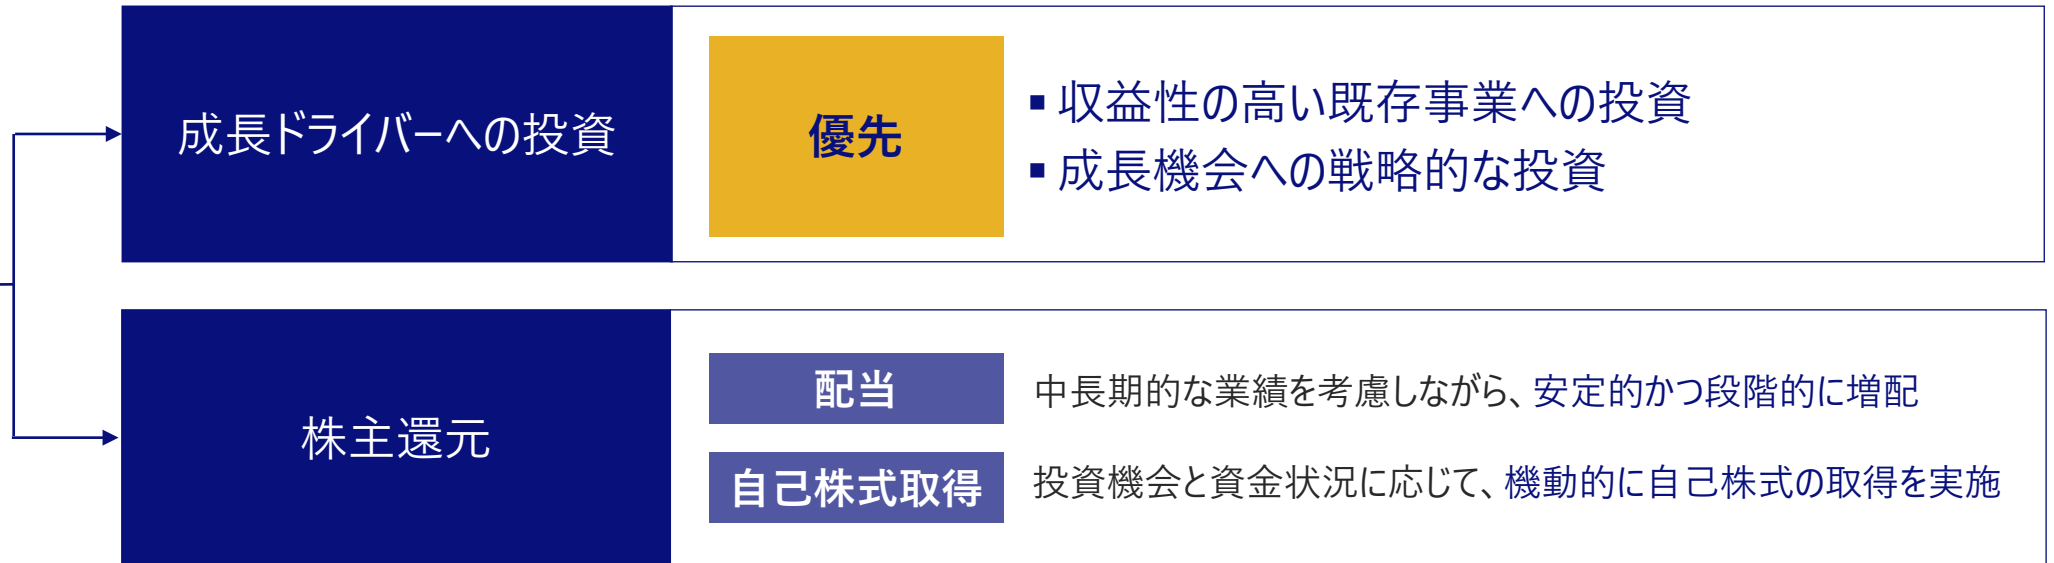 成長ドライバーへの投資
優先
▪収益性の高い既存事業への投資
▪成長機会への戦略的な投資
株主還元
配当
中長期的な業績を考慮しながら、安定的かつ段階的に増配
自己株式取得
投資機会と資金状況に応じて、機動的に自己株式の取得を実施